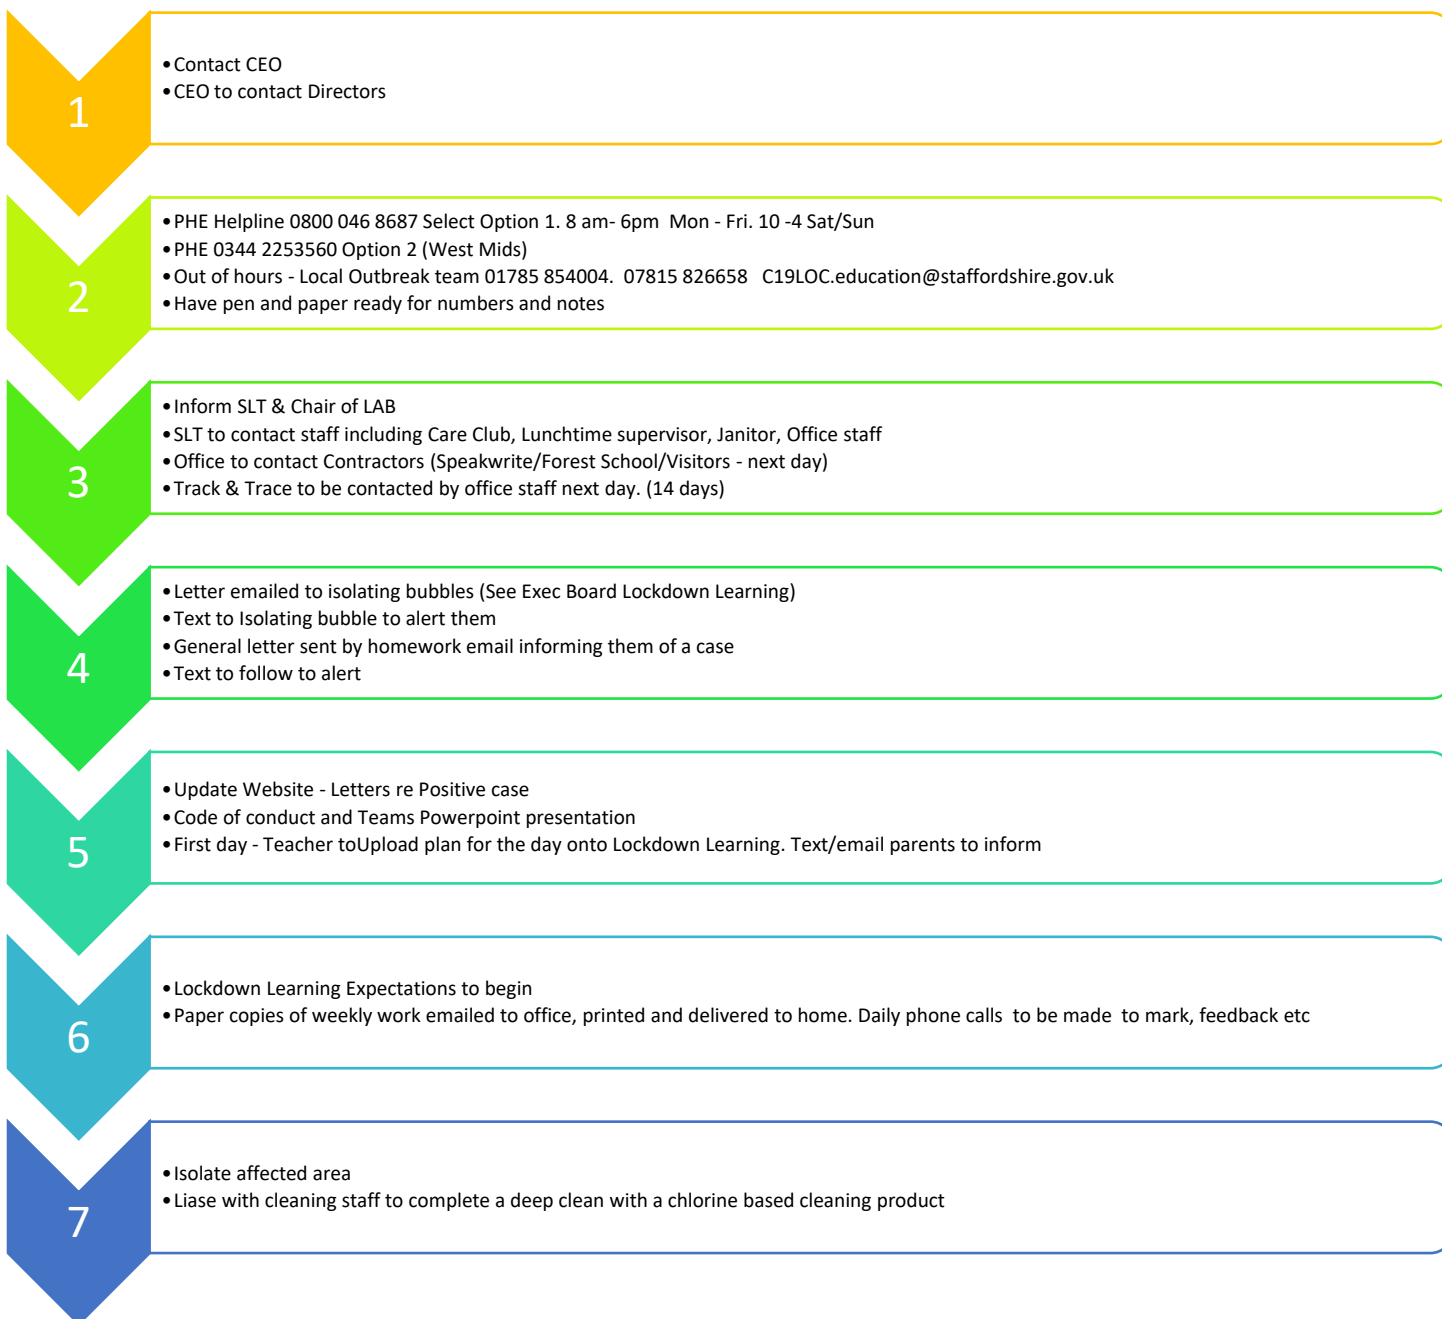 1
•Contact CEO
•CEO to contact Directors
2
•PHE Helpline 0800 046 8687 Select Option 1. 8 am- 6pm  Mon - Fri. 10 -4 Sat/Sun
•PHE 0344 2253560 Option 2 (West Mids)
•Out of hours - Local Outbreak team 01785 854004.  07815 826658   C19LOC.education@staffordshire.gov.uk
•Have pen and paper ready for numbers and notes
3
•Inform SLT & Chair of LAB
•SLT to contact staff including Care Club, Lunchtime supervisor, Janitor, Office staff
•Office to contact Contractors (Speakwrite/Forest School/Visitors - next day)
•Track & Trace to be contacted by office staff next day. (14 days)
4
•Letter emailed to isolating bubbles (See Exec Board Lockdown Learning)
•Text to Isolating bubble to alert them
•General letter sent by homework email informing them of a case
•Text to follow to alert
5
•Update Website - Letters re Positive case
•Code of conduct and Teams Powerpoint presentation
•First day - Teacher toUpload plan for the day onto Lockdown Learning. Text/email parents to inform
6
•Lockdown Learning Expectations to begin
•Paper copies of weekly work emailed to office, printed and delivered to home. Daily phone calls  to be made  to mark, feedback etc
7
•Isolate affected area
•Liase with cleaning staff to complete a deep clean with a chlorine based cleaning product